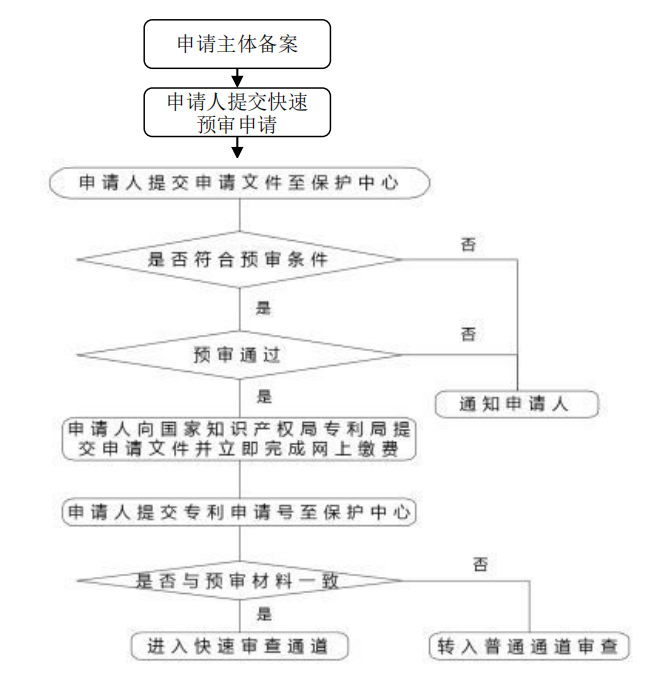 申请主体备案
申请人提交快速
预审申请
申请人提交申请文件至保护中心
是否符合预审条件
否
是
预审通过
否
是
通知申请人
申请人向国家知识产权局专利局提
交申请文件并立即完成网上缴费
申请人提交专利申请号至保护中心
是否与预审材料一致
否
是
进入快速审查通道
转入普通通道审查